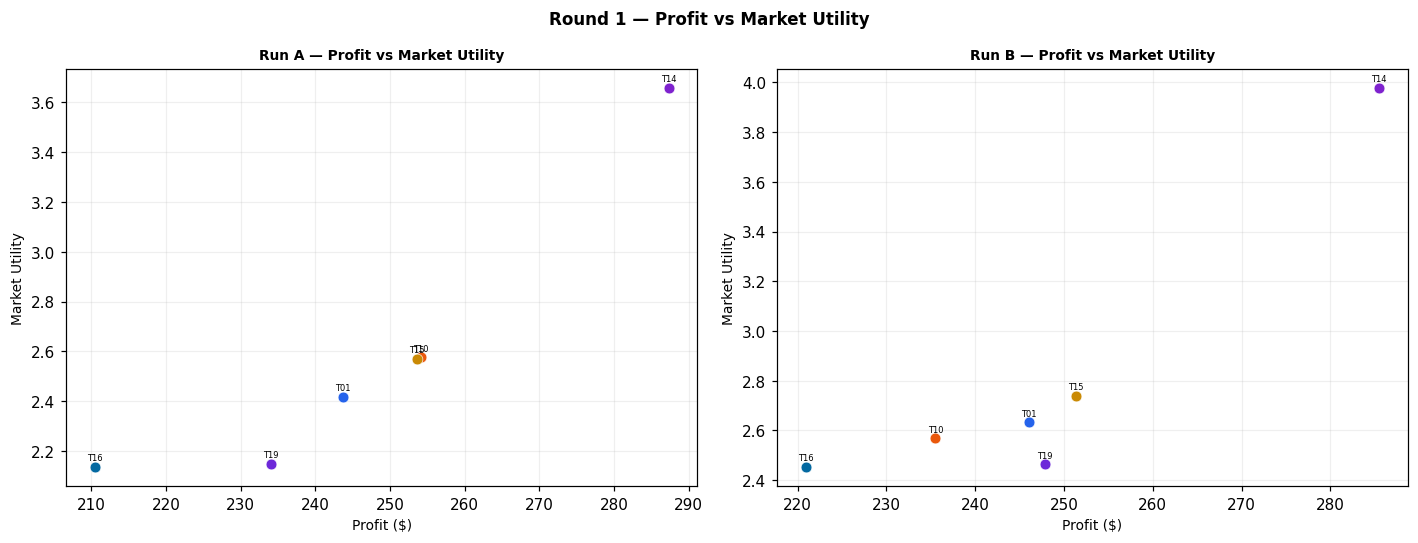 Round 1 — Profit vs Market Utility
Run A — Profit vs Market Utility
T14
T15
T10
T01
T16
T19
3.6
3.4
3.2
3.0
2.8
2.6
2.4
2.2
Market Utility
210 220 230 240 250 260 270 280 290
Profit ($)
Run B — Profit vs Market Utility
T14
T15
T01
T10
T19
T16
4.0
3.8
3.6
3.4
3.2
3.0
2.8
2.6
2.4
Market Utility
220 230 240 250 260 270 280
Profit ($)